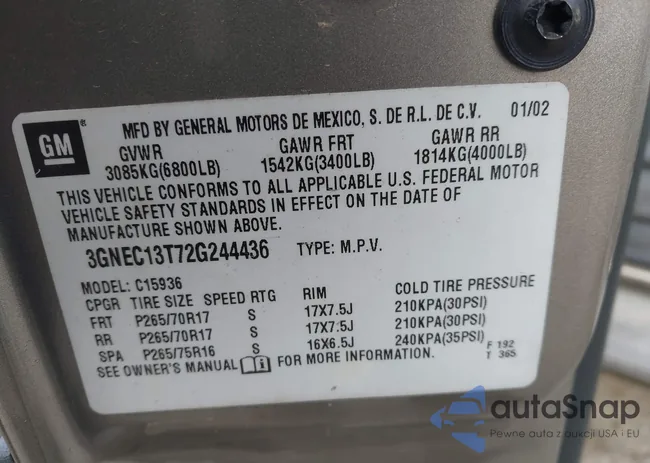 GM ® MFD BY GENERAL MOTORS DE MEXICO, S. DE R.L. DE C.V. 01/02
GVWR GAWR FRT GAWR RR
3085KG(6800LB) 1542KG(3400LB) 1814KG(4000LB)
THIS VEHICLE CONFORMS TO ALL APPLICABLE U.S. FEDERAL MOTOR
VEHICLE SAFETY STANDARDS IN EFFECT ON THE DATE OF
MANUFACTURE SHOWN ABOVE.
3GNEC13T72G244436 TYPE: M.P.V.
MODEL: C15936
CPGR TIRE SIZE SPEED RTG RIM COLD TIRE PRESSURE
FRT P265/70R17 S 17X7.5J 210KPA(30PSI)
RR P265/70R17 S 17X7.5J 210KPA(30PSI)
SPA P265/75R16 S 16X6.5J 240KPA(35PSI) F 192
T 365
SEE OWNER'S MANUAL FOR MORE INFORMATION.
autaSnap
Pewne auta z aukcji USA i EU